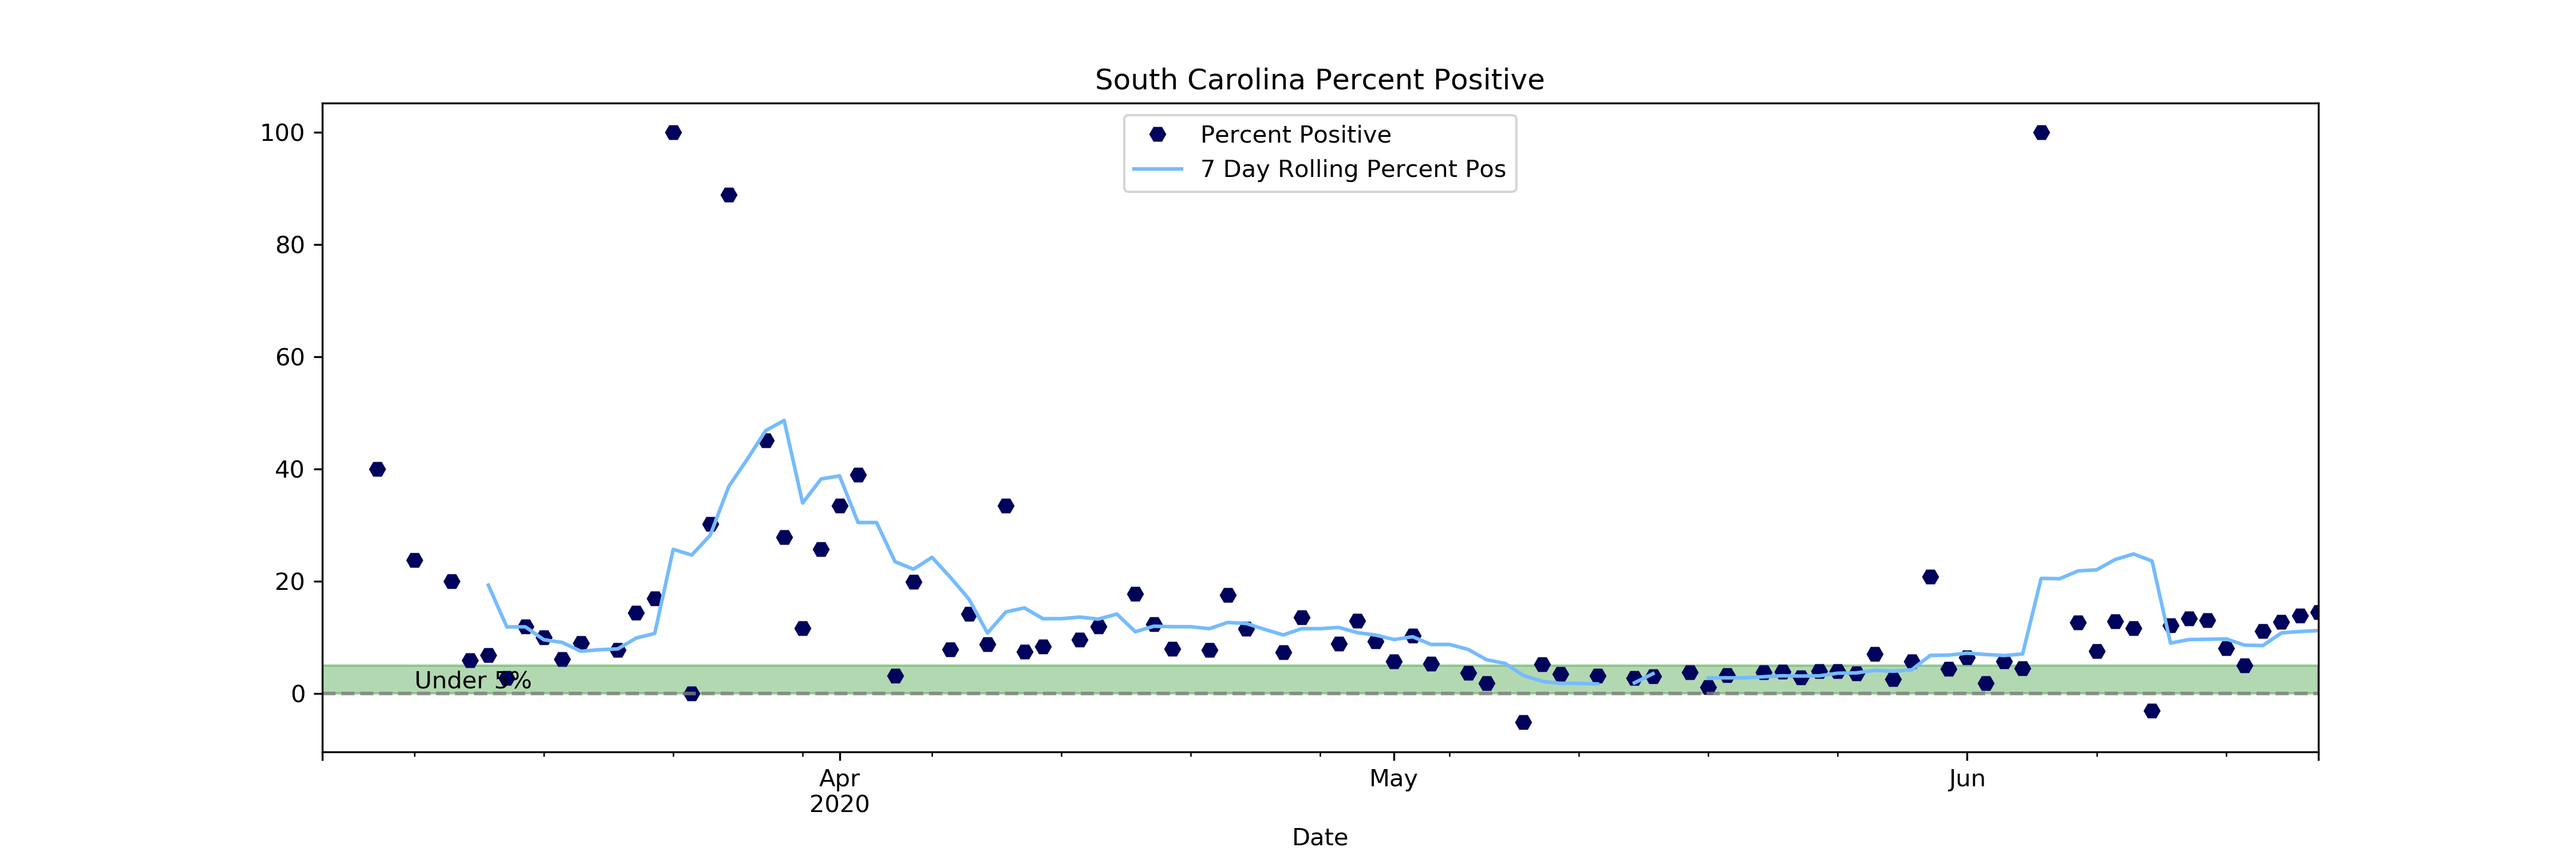 South Carolina Percent Positive
Percent Positive
7 Day Rolling Percent Pos
100
80
60
40
20
0
Under 5%
Apr
2020
May
Jun
Date